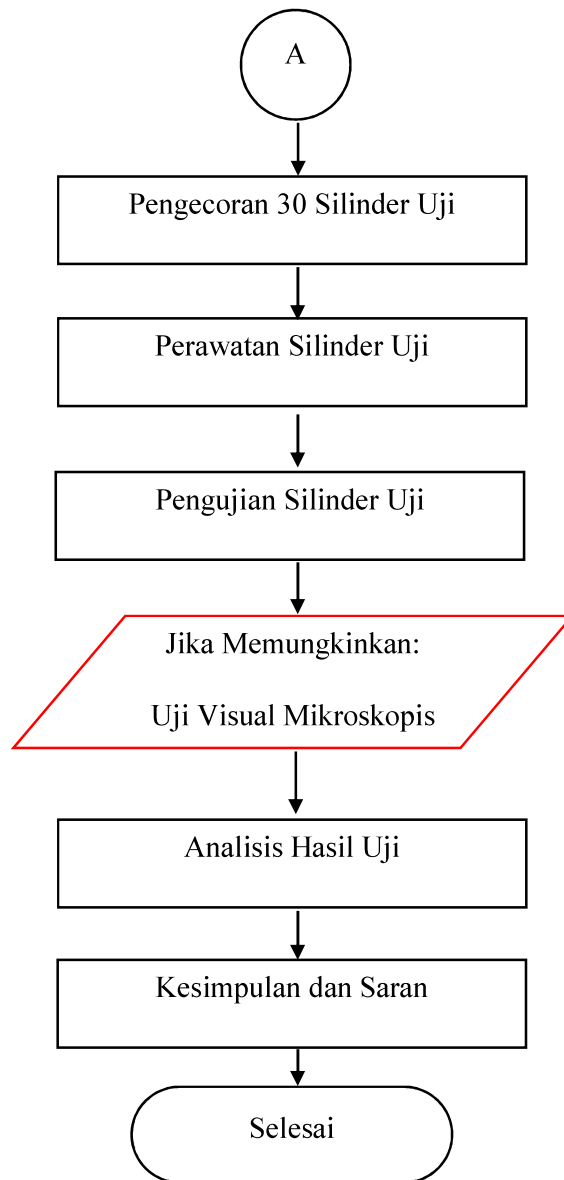 A
Pengecoran 30 Silinder Uji
Perawatan Silinder Uji
Pengujian Silinder Uji
Jika Memungkinkan:
Uji Visual Mikroskopis
Analisis Hasil Uji
Kesimpulan dan Saran
Selesai